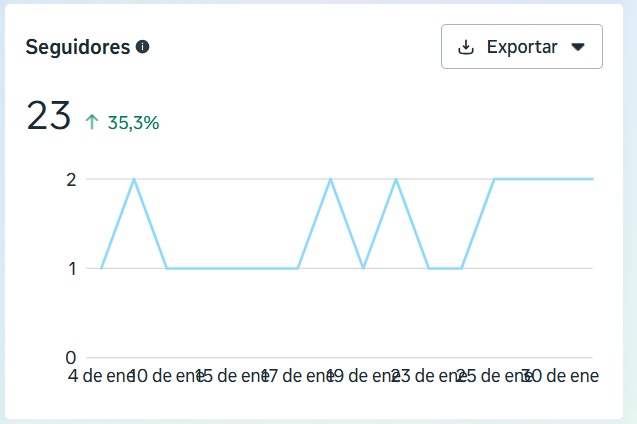 Seguidores
Exportar
23 35,3%
2
1
0
4 de ene 10 de ene 15 de ene 17 de ene 19 de ene 23 de ene 25 de ene 30 de ene